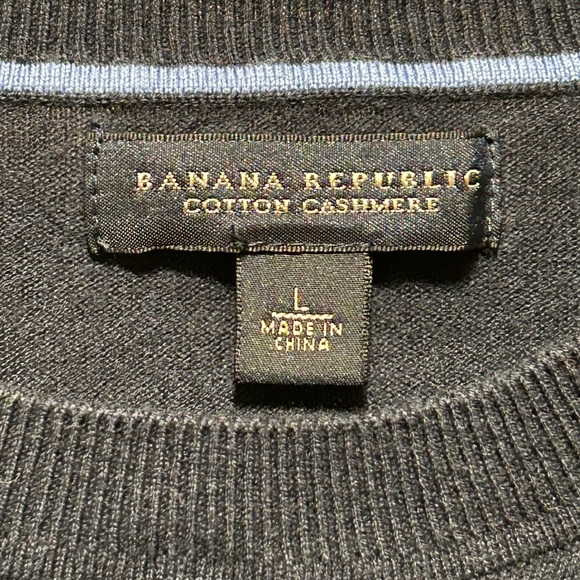 BANANA REPUBLIC
COTTON CASHMERE
L
MADE IN
CHINA